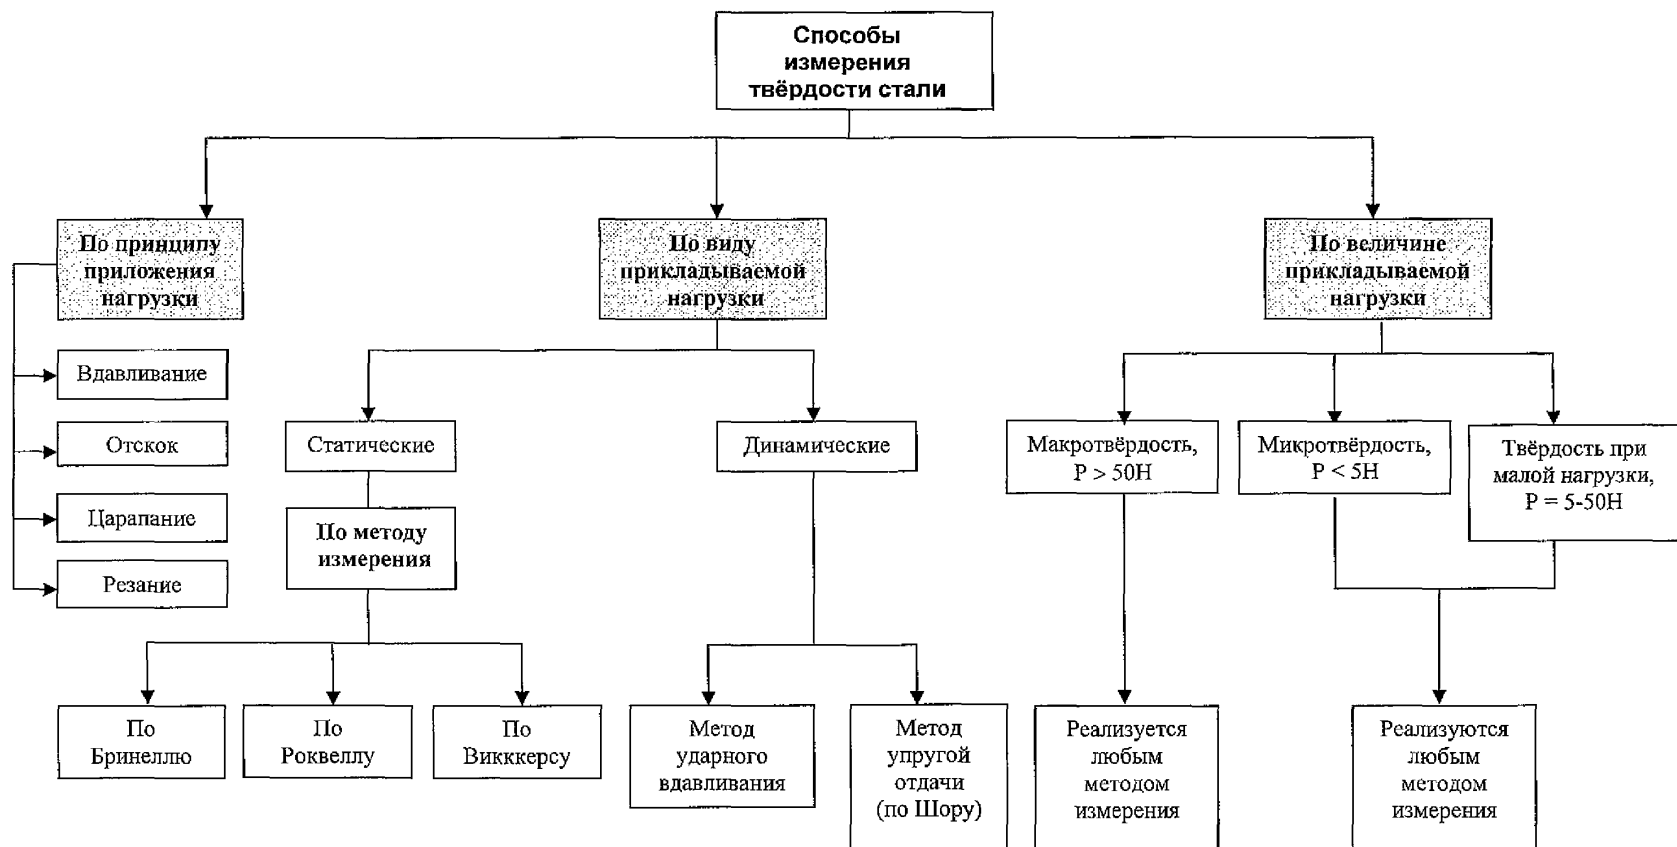 Способы
измерения
твёрдости стали
По принципу
приложения
нагрузки
По виду
прикладываемой
нагрузки
По величине
прикладываемой
нагрузки
Вдавливание
Отскок
Царапание
Резание
Статические
Динамические
Макротвёрдость,
P > 50Н
Микротвёрдость,
P < 5Н
Твёрдость при
малой нагрузки,
P = 5-50Н
По методу
измерения
По
Бринеллю
По
Роквеллу
По
Викккерсу
Метод
ударного
вдавливания
Метод
упругой
отдачи
(по Шору)
Реализуется
любым
методом
измерения
Реализуются
любым
методом
измерения